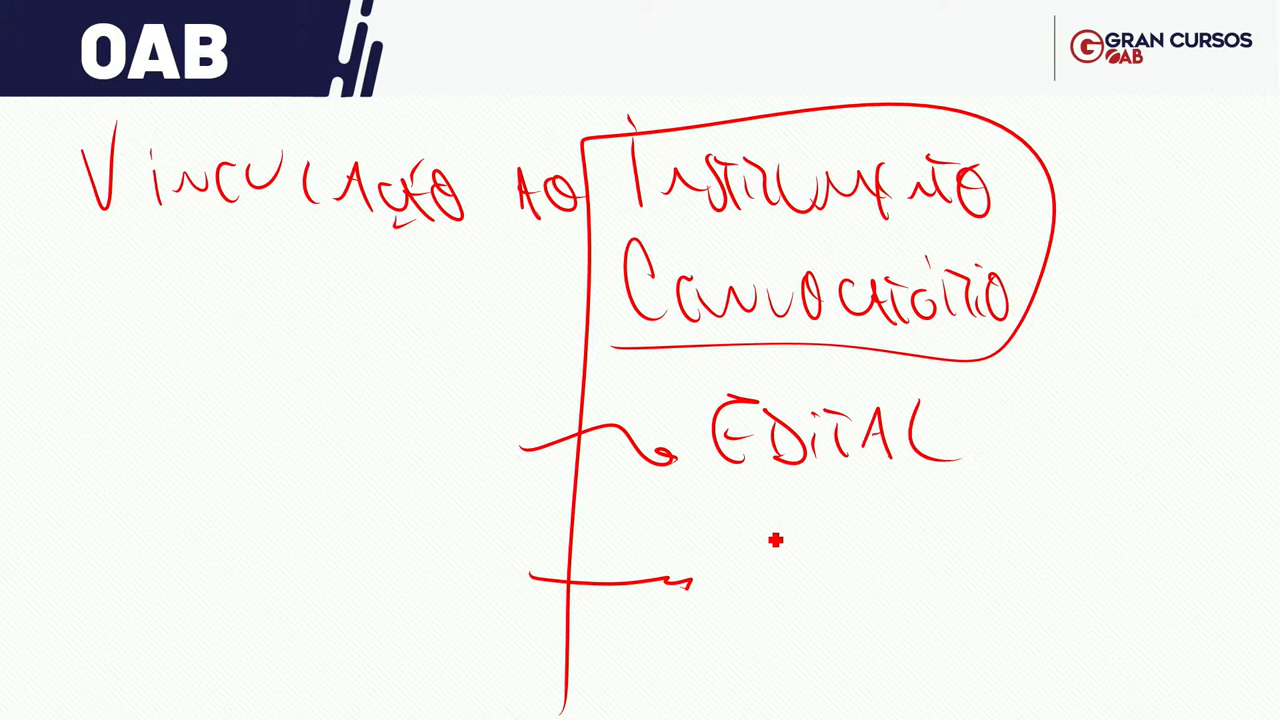 OAB
GRAN CURSOS
OAB
VINCULAÇÃO AO INSTRUMENTO
CONVOCATÓRIO
EDITAL